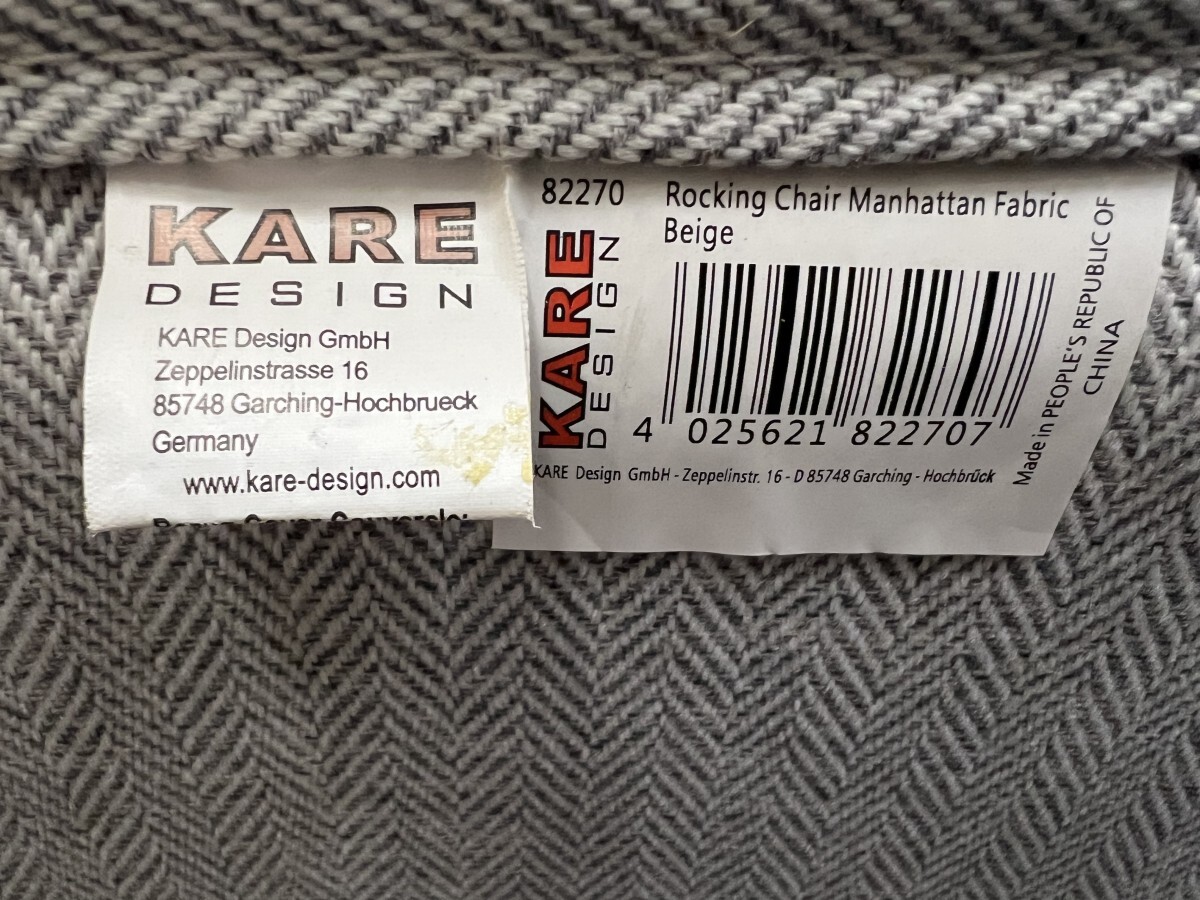 KARE
DESIGN
KARE Design GmbH
Zeppelinstrasse 16
85748 Garching-Hochbrueck
Germany
www.kare-design.com
82270
Rocking Chair Manhattan Fabric
Beige
KARE
DESIGN
4 025621 822707
KARE Design GmbH - Zeppelinstr. 16 - D 85748 Garching - Hochbrück
Made in PEOPLE'S REPUBLIC OF
CHINA